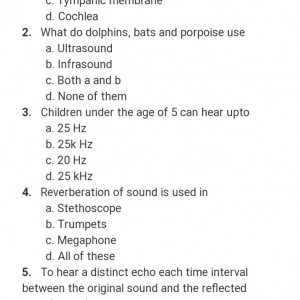 c. Tympanic membrane
d. Cochlea
2. What do dolphins, bats and porpoise use
a. Ultrasound
b. Infrasound
c. Both a and b
d. None of them
3. Children under the age of 5 can hear upto
a. 25 Hz
b. 25k Hz
c. 20 Hz
d. 25 kHz
4. Reverberation of sound is used in
a. Stethoscope
b. Trumpets
c. Megaphone
d. All of these
5. To hear a distinct echo each time interval
between the original sound and the reflected